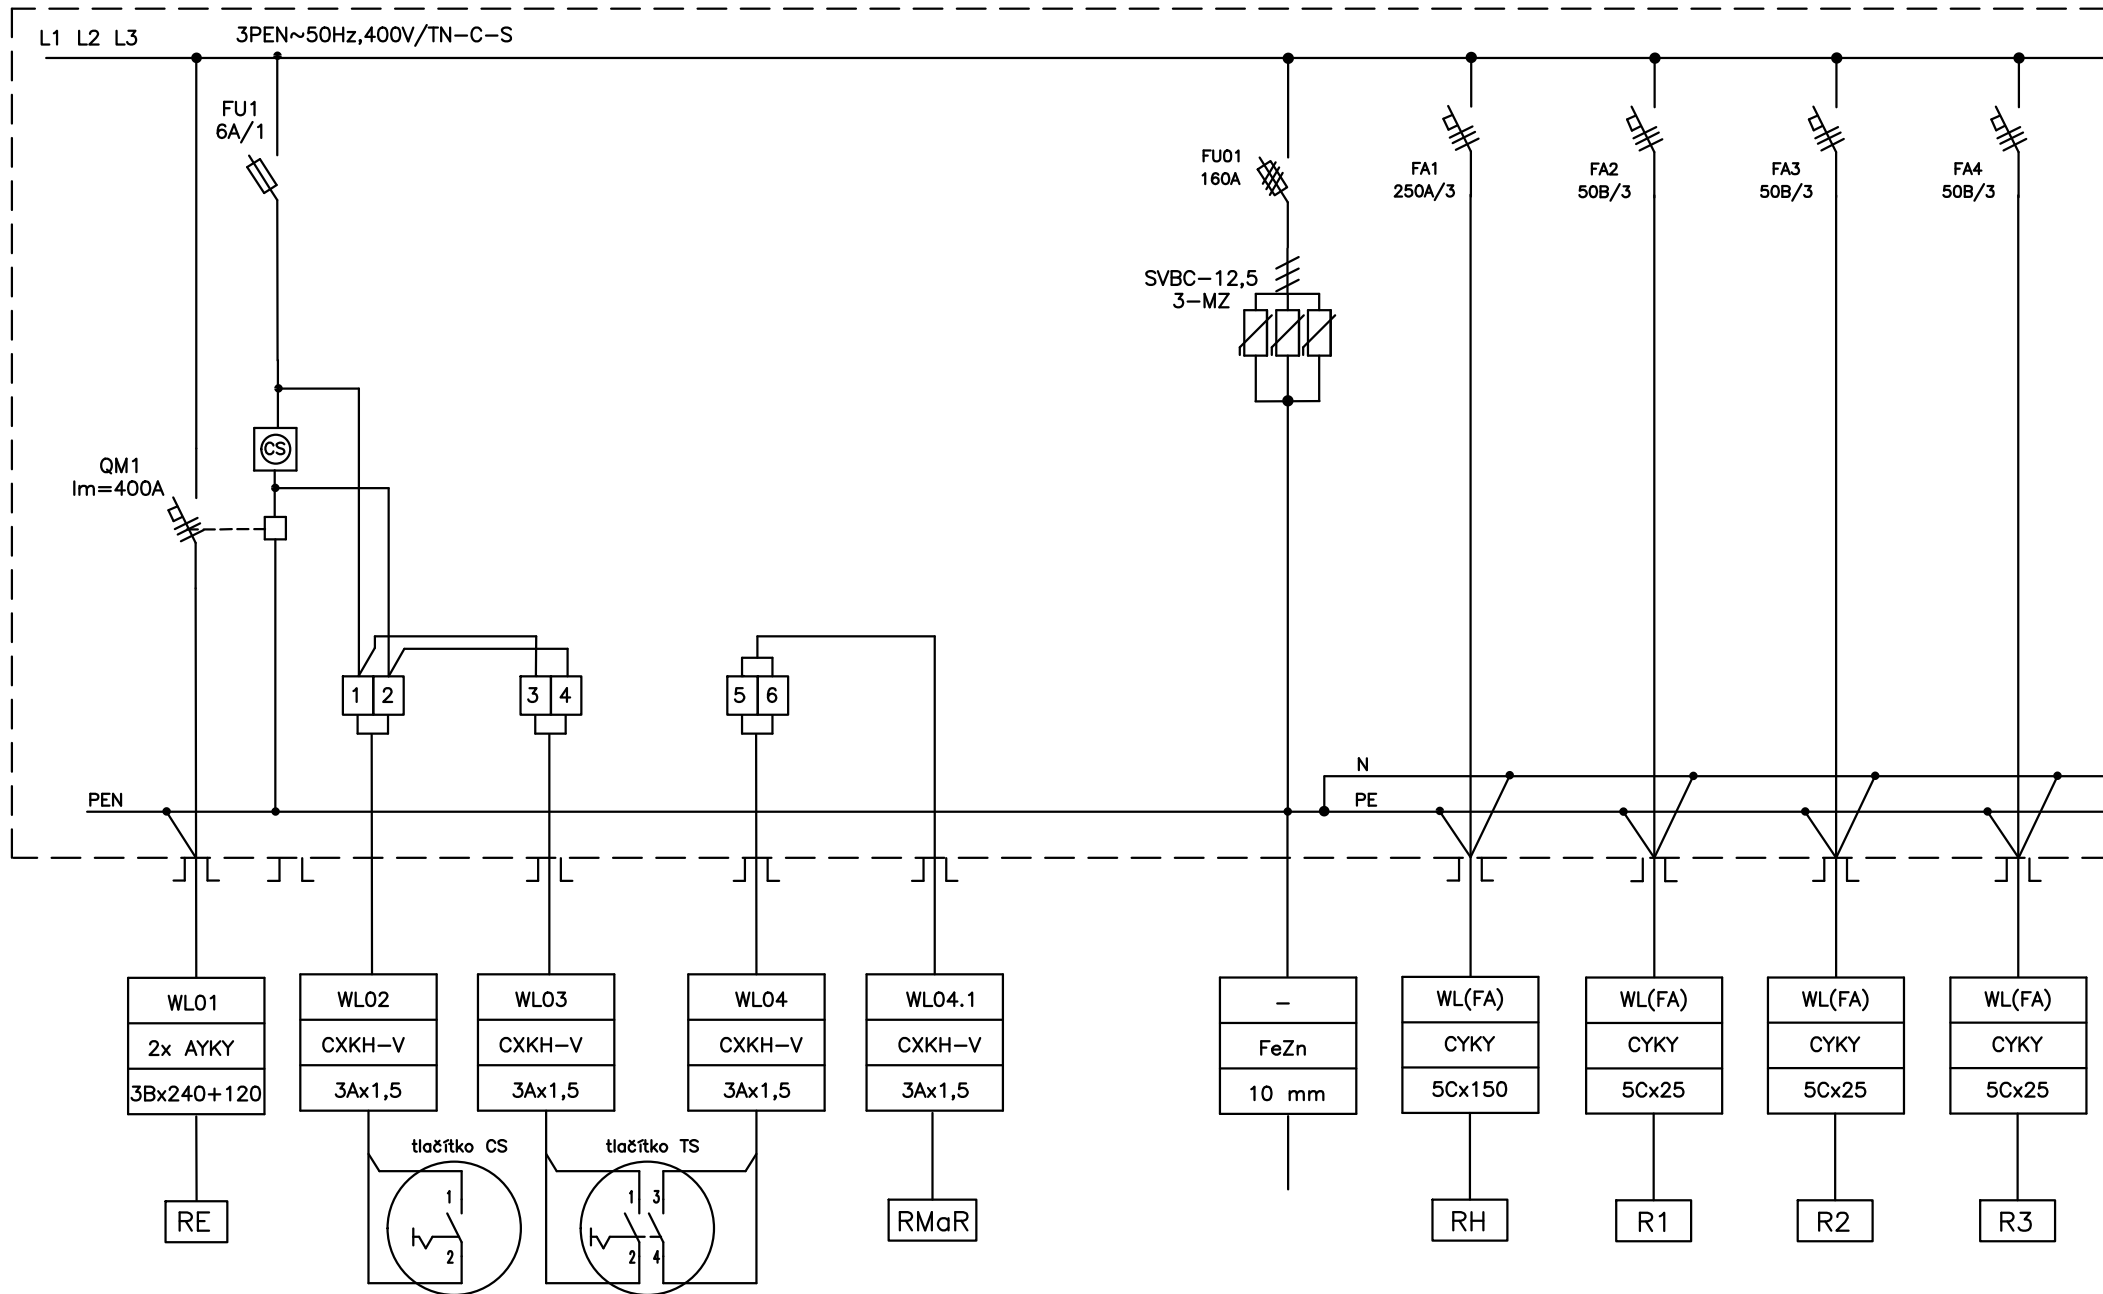 L1 L2 L3
3PEN~50Hz,400V/TN-C-S
FU1
6A/1
FU01
160A
FA1
250A/3
FA2
50B/3
FA3
50B/3
FA4
50B/3
SVBC-12,5
3-MZ
CS
QM1
Im=400A
1 2
3 4
5 6
N
PEN
PE
WL01
2x AYKY
3Bx240+120
WL02
CXKH-V
3Ax1,5
WL03
CXKH-V
3Ax1,5
WL04
CXKH-V
3Ax1,5
WL04.1
CXKH-V
3Ax1,5
-
FeZn
10 mm
WL(FA)
CYKY
5Cx150
WL(FA)
CYKY
5Cx25
WL(FA)
CYKY
5Cx25
WL(FA)
CYKY
5Cx25
tlačítko CS
1
2
tlačítko TS
1 3
2 4
RE
RMaR
RH
R1
R2
R3